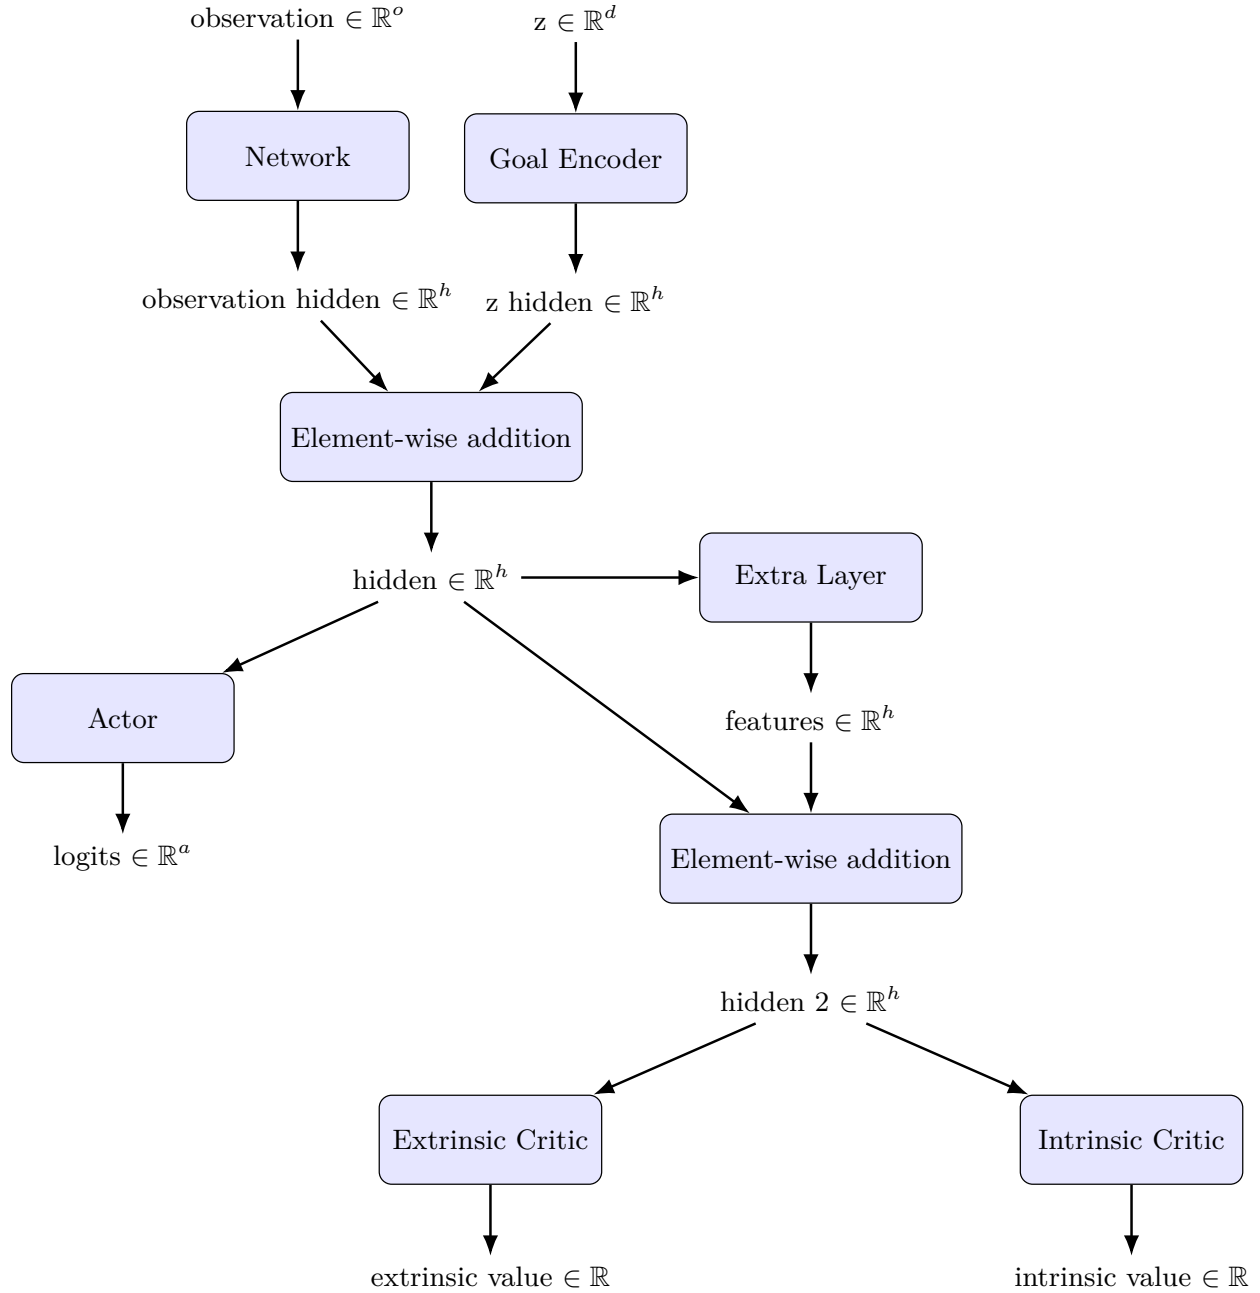 observation ∈ ℝ^o
z ∈ ℝ^d
Network
Goal Encoder
observation hidden ∈ ℝ^h
z hidden ∈ ℝ^h
Element-wise addition
hidden ∈ ℝ^h
Extra Layer
Actor
features ∈ ℝ^h
logits ∈ ℝ^a
Element-wise addition
hidden 2 ∈ ℝ^h
Extrinsic Critic
Intrinsic Critic
extrinsic value ∈ ℝ
intrinsic value ∈ ℝ